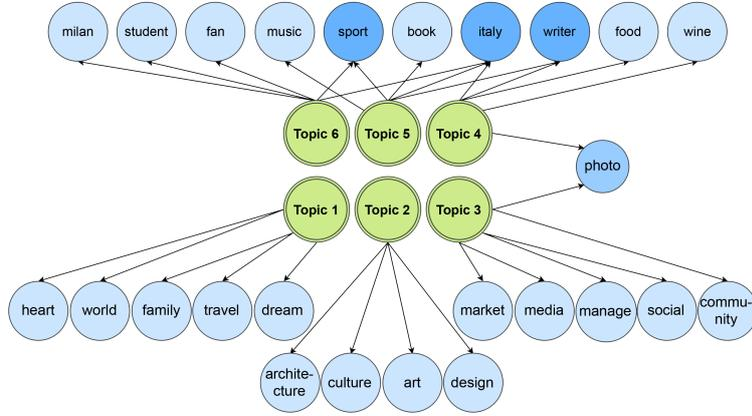 milan
student
fan
music
sport
book
italy
writer
food
wine
Topic 6
Topic 5
Topic 4
photo
Topic 1
Topic 2
Topic 3
heart
world
family
travel
dream
market
media
manage
social
commu-
nity
archite-
cture
culture
art
design